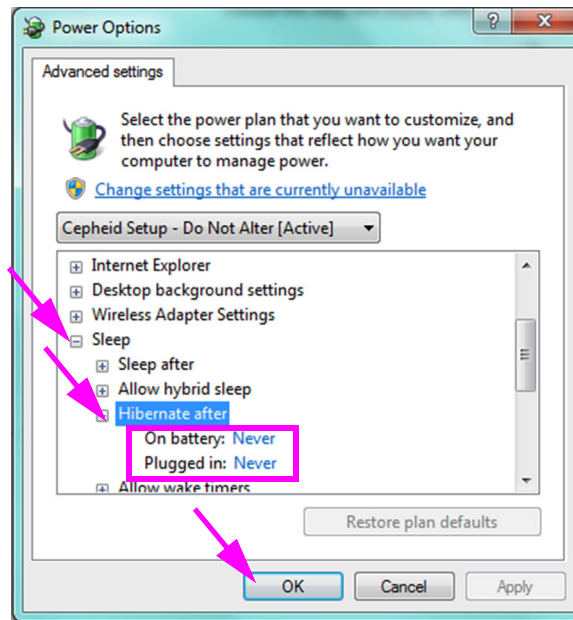 Power Options
Advanced settings
Select the power plan that you want to customize, and
then choose settings that reflect how you want your
computer to manage power.
Change settings that are currently unavailable
Cepheid Setup - Do Not Alter [Active]
Internet Explorer
Desktop background settings
Wireless Adapter Settings
Sleep
Sleep after
Allow hybrid sleep
Hibernate after
On battery: Never
Plugged in: Never
Allow wake timers
Restore plan defaults
OK Cancel Apply